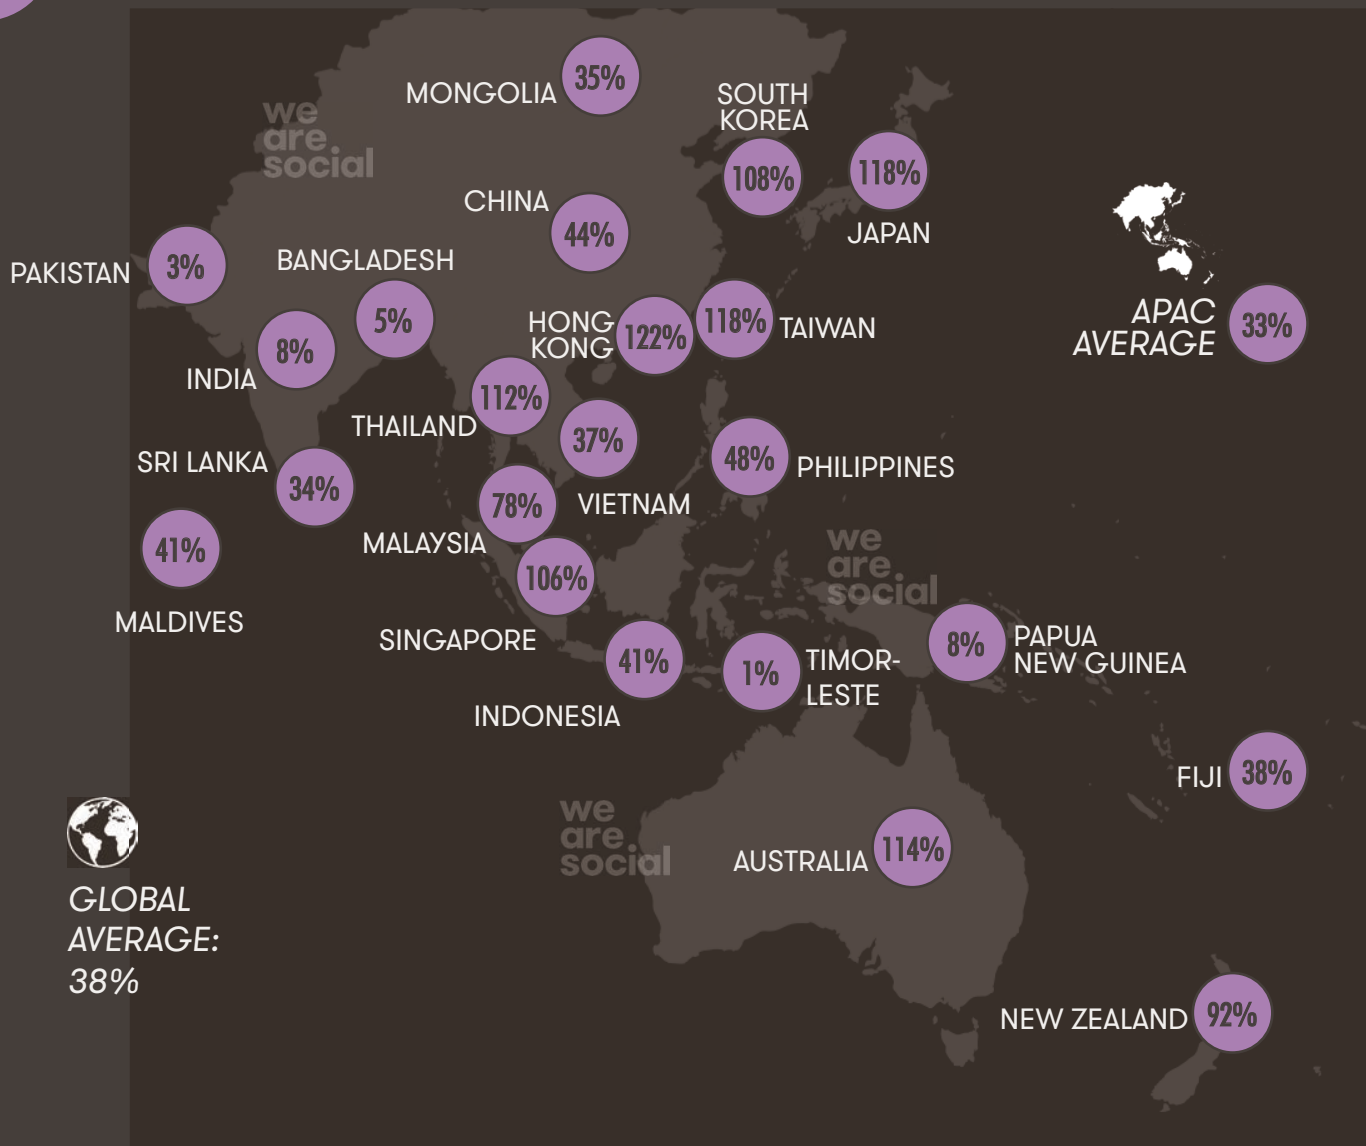 MONGOLIA
35%
SOUTH
KOREA
108%
118%
JAPAN
we
are
social
CHINA
44%
PAKISTAN
3%
BANGLADESH
5%
INDIA
8%
HONG
KONG
122%
118%
TAIWAN
APAC
AVERAGE
33%
THAILAND
112%
37%
VIETNAM
48%
PHILIPPINES
SRI LANKA
34%
MALAYSIA
78%
41%
MALDIVES
106%
SINGAPORE
we
are
social
41%
INDONESIA
1%
TIMOR-
LESTE
8%
PAPUA
NEW GUINEA
FIJI
38%
we
are
social
AUSTRALIA
114%
GLOBAL
AVERAGE:
38%
NEW ZEALAND
92%